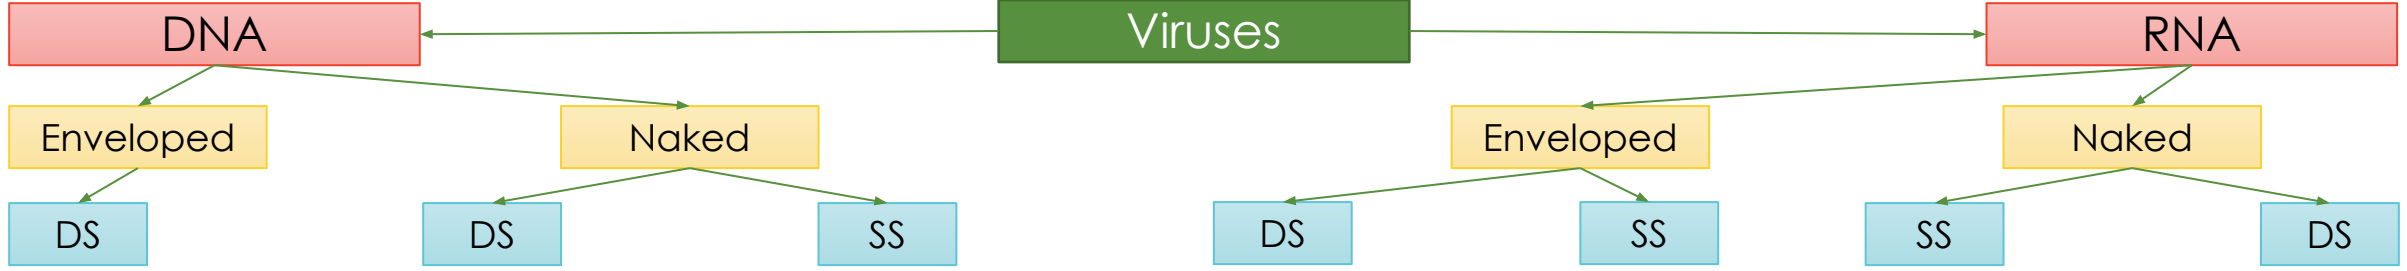 DNA
Viruses
RNA
Enveloped
Naked
Enveloped
Naked
DS
DS
SS
DS
SS
SS
DS